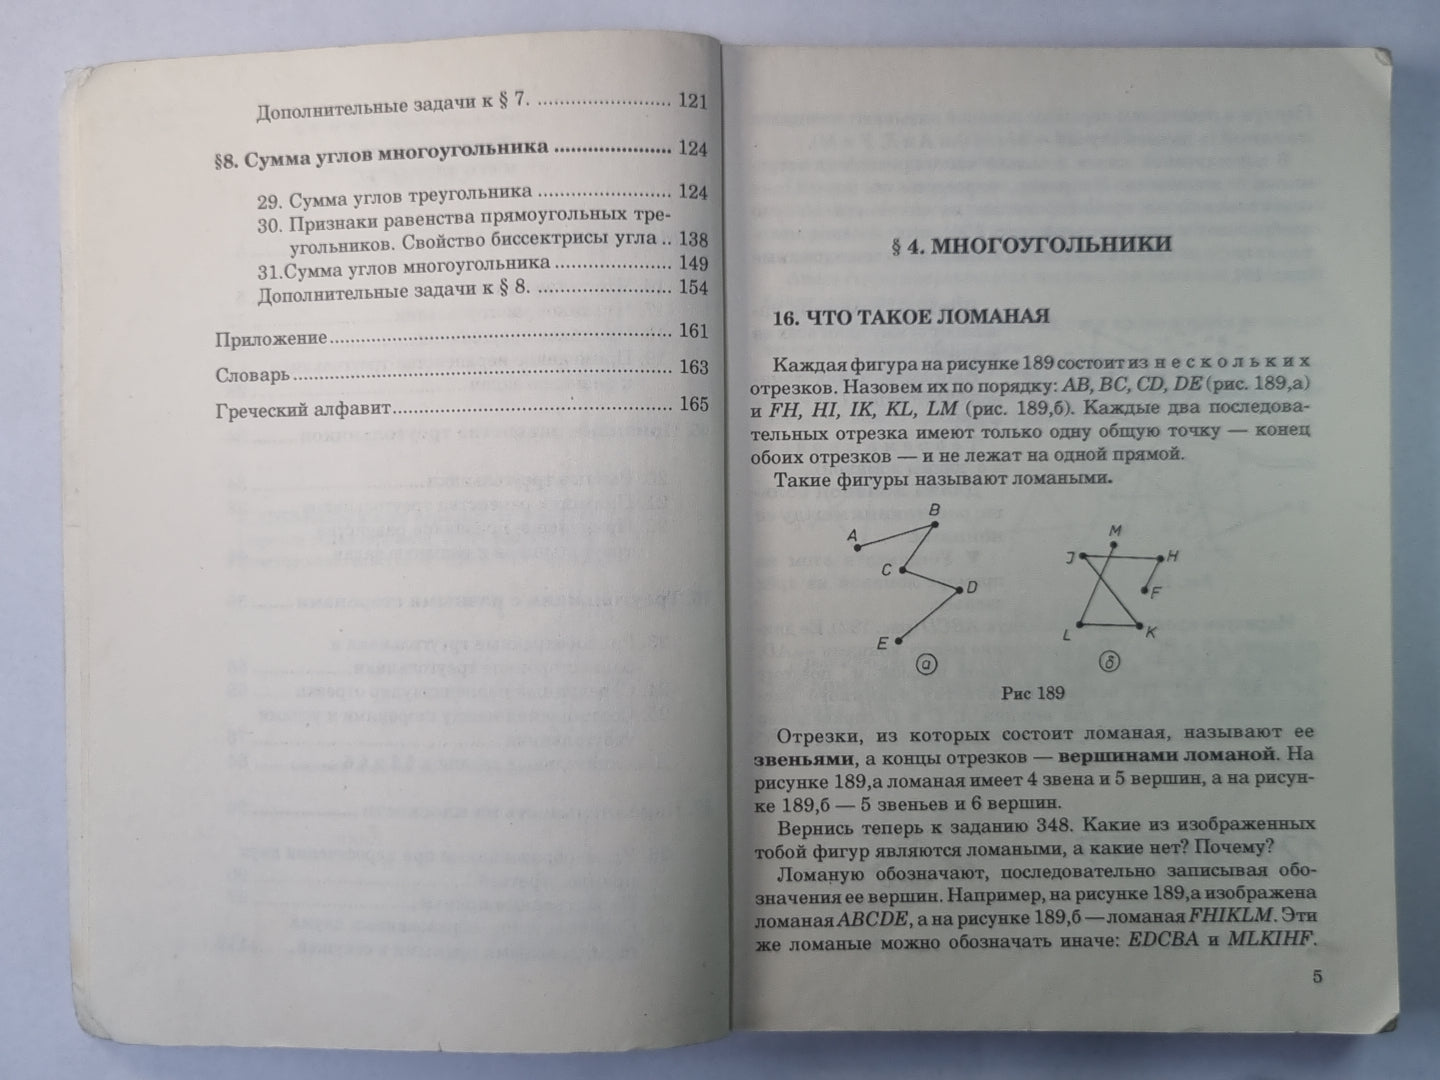 Дополнительные задачи к § 7. ........................ 121
§8. Сумма углов многоугольника ..................... 124
29. Сумма углов треугольника ........................ 124
30. Признаки равенства прямоугольных тре-
угольников. Свойство биссектрисы угла .. 138
31.Сумма углов многоугольника ..................... 149
Дополнительные задачи к § 8. ........................ 154
Приложение ............................................................. 161
Словарь .................................................................... 163
Греческий алфавит .................................................. 165
§ 4. МНОГОУГОЛЬНИКИ
16. ЧТО ТАКОЕ ЛОМАНАЯ
Каждая фигура на рисунке 189 состоит из н е с к о л ь к и х
отрезков. Назовем их по порядку: AB, BC, CD, DE (рис. 189,а)
и FH, HI, IK, KL, LM (рис. 189,б). Каждые два последова-
тельных отрезка имеют только одну общую точку — конец
обоих отрезков — и не лежат на одной прямой.
Такие фигуры называют ломаными.
A B C D E а
J M H F L K б
Рис 189
Отрезки, из которых состоит ломаная, называют ее
звеньями, а концы отрезков — вершинами ломаной. На
рисунке 189,а ломаная имеет 4 звена и 5 вершин, а на рисун-
ке 189,б — 5 звеньев и 6 вершин.
Вернись теперь к заданию 348. Какие из изображенных
тобой фигур являются ломаными, а какие нет? Почему?
Ломаную обозначают, последовательно записывая обо-
значения ее вершин. Например, на рисунке 189,а изображена
ломаная ABCDE, а на рисунке 189,б — ломаная FHIKLM. Эти
же ломаные можно обозначать иначе: EDCBA и MLKIHF.
5